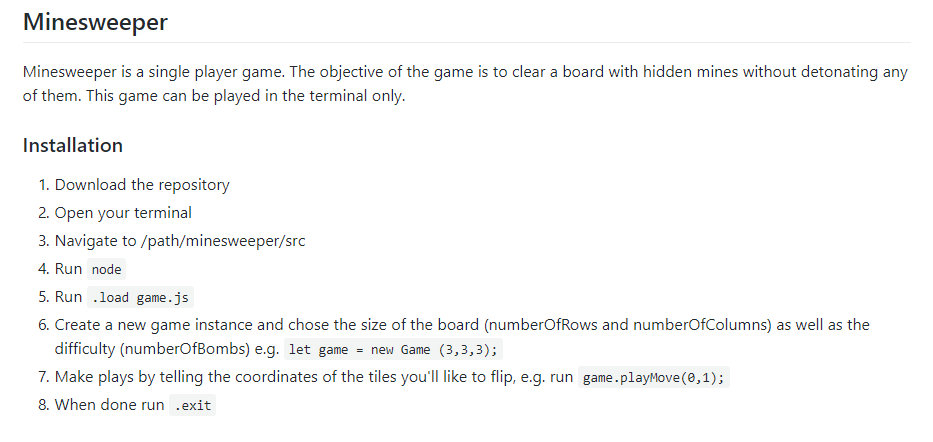 Minesweeper
Minesweeper is a single player game. The objective of the game is to clear a board with hidden mines without detonating any
of them. This game can be played in the terminal only.
Installation
1. Download the repository
2. Open your terminal
3. Navigate to /path/minesweeper/src
4. Run node
5. Run .load game.js
6. Create a new game instance and chose the size of the board (numberOfRows and numberOfColumns) as well as the
difficulty (numberOfBombs) e.g. let game = new Game (3,3,3);
7. Make plays by telling the coordinates of the tiles you'll like to flip, e.g. run game.playMove(0,1);
8. When done run .exit